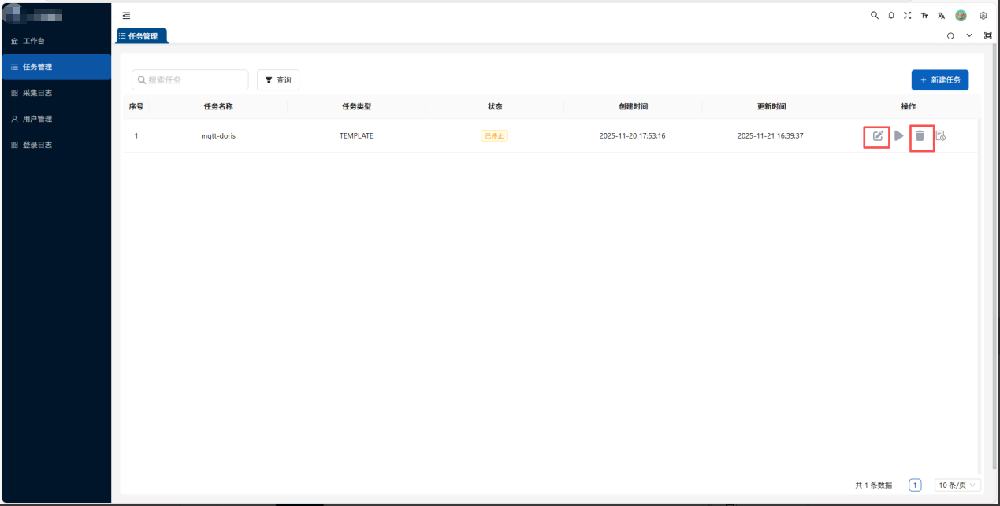 工作台
任务管理
采集日志
用户管理
登录日志
任务管理
搜索任务 查询 + 新建任务
序号 任务名称 任务类型 状态 创建时间 更新时间 操作
1 mqtt-doris TEMPLATE 已停止 2025-11-20 17:53:16 2025-11-21 16:39:37
共 1 条数据 1 10 条/页